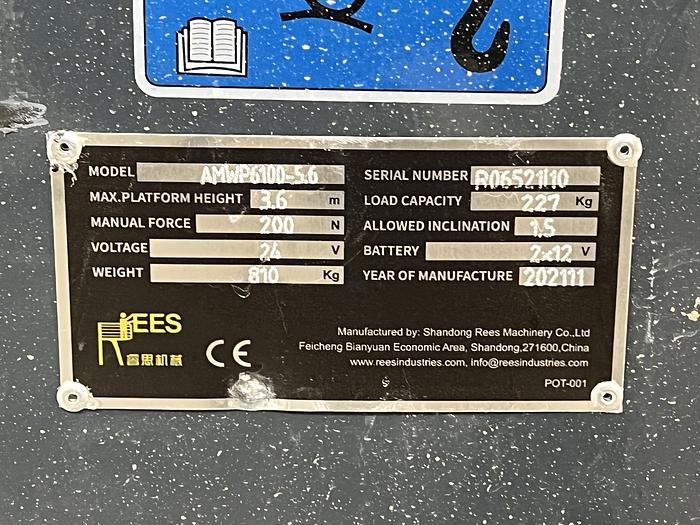 MODEL AMWP6100-5.6
MAX.PLATFORM HEIGHT 3.6 m
MANUAL FORCE 200 N
VOLTAGE 24 V
WEIGHT 810 Kg
SERIAL NUMBER R06521110
LOAD CAPACITY 227 Kg
ALLOWED INCLINATION 1.5
BATTERY 2x12 V
YEAR OF MANUFACTURE 202111
REES
睿思机械
CE
Manufactured by: Shandong Rees Machinery Co.,Ltd
Feicheng Bianyuan Economic Area, Shandong,271600,China
www.reesindustries.com, info@reesindustries.com
POT-001